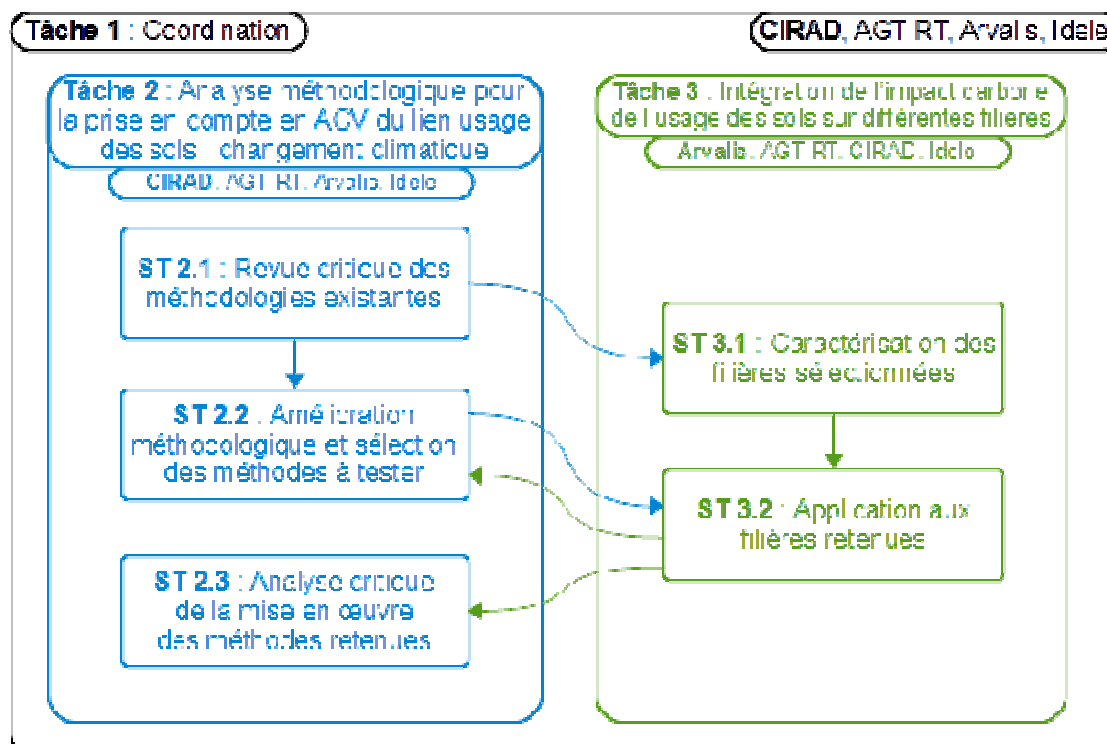 Tâche 1 : Coordination
CIRAD, AGT RT, Arvalis, Idele
Tâche 2 : Analyse méthodologique pour
la prise en compte en ACV du lien usage
des sols - changement climatique
CIRAD, AGT RT, Arvalis, Idele
ST 2.1 : Revue critique des
méthodologies existantes
ST 2.2 : Amélioration
méthodologique et sélection
des méthodes à tester
ST 2.3 : Analyse critique
de la mise en œuvre
des méthodes retenues
Tâche 3 : Intégration de l'impact carbone
de l'usage des sols sur différentes filières
Arvalis, AGT RT, CIRAD, Idele
ST 3.1 : Caractérisation des
filières sélectionnées
ST 3.2 : Application aux
filières retenues